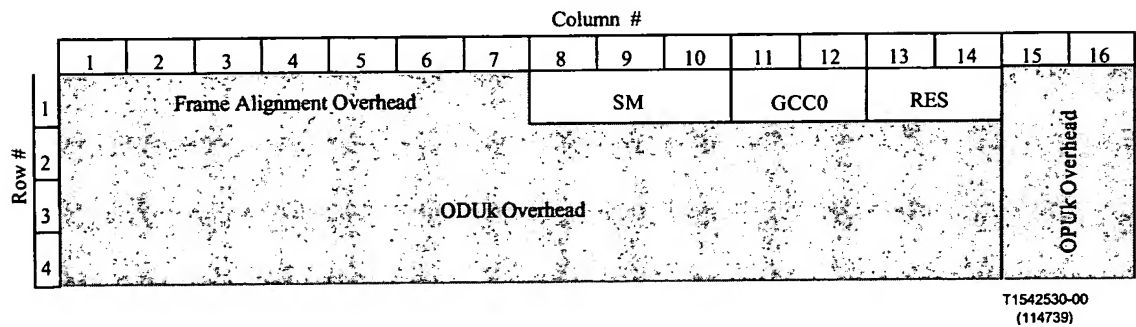 Column #
1 2 3 4 5 6 7 8 9 10 11 12 13 14 15 16
Row #
1 Frame Alignment Overhead SM GCC0 RES
2
3 ODUk Overhead
4
OPUk Overhead
T1542530-00
(114739)